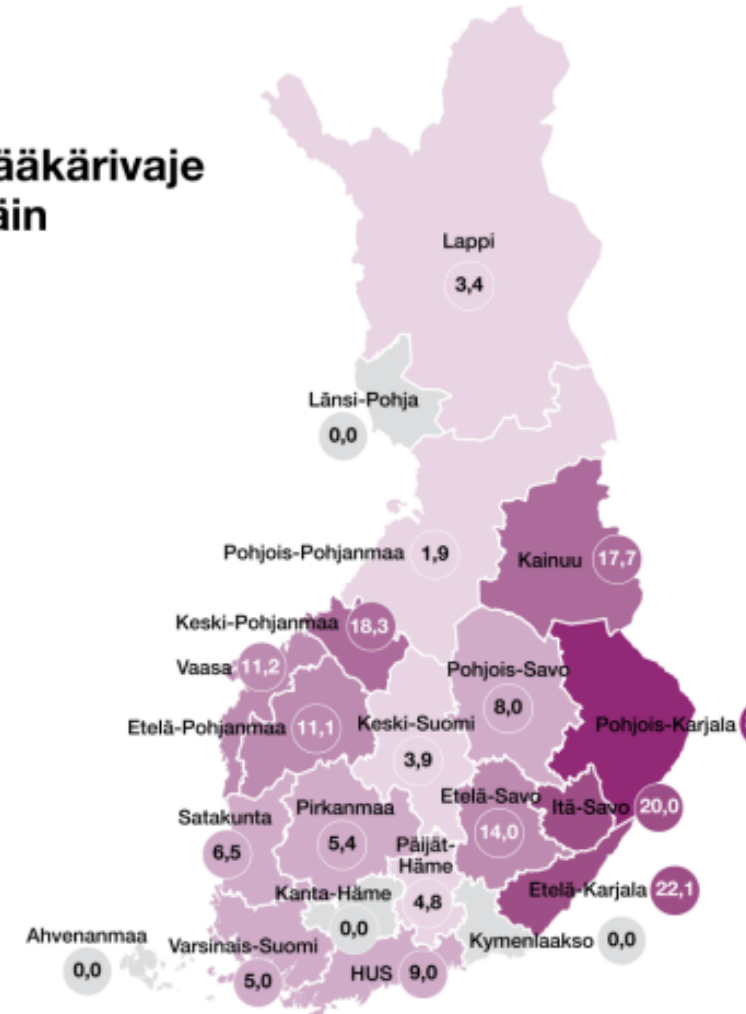 ääkärivaje
äin
Lappi
3,4
Länsi-Pohja
0,0
Pohjois-Pohjanmaa 1,9
Kainuu 17,7
Keski-Pohjanmaa 18,3
Vaasa 11,2
Pohjois-Savo
8,0
Etelä-Pohjanmaa 11,1
Keski-Suomi
3,9
Pohjois-Karjala
Etelä-Savo
14,0
Itä-Savo 20,0
Satakunta
6,5
Pirkanmaa
5,4
Päijät-
Häme
4,8
Etelä-Karjala 22,1
Kanta-Häme
0,0
Ahvenanmaa
0,0
Varsinais-Suomi
5,0
HUS 9,0
Kymenlaakso 0,0